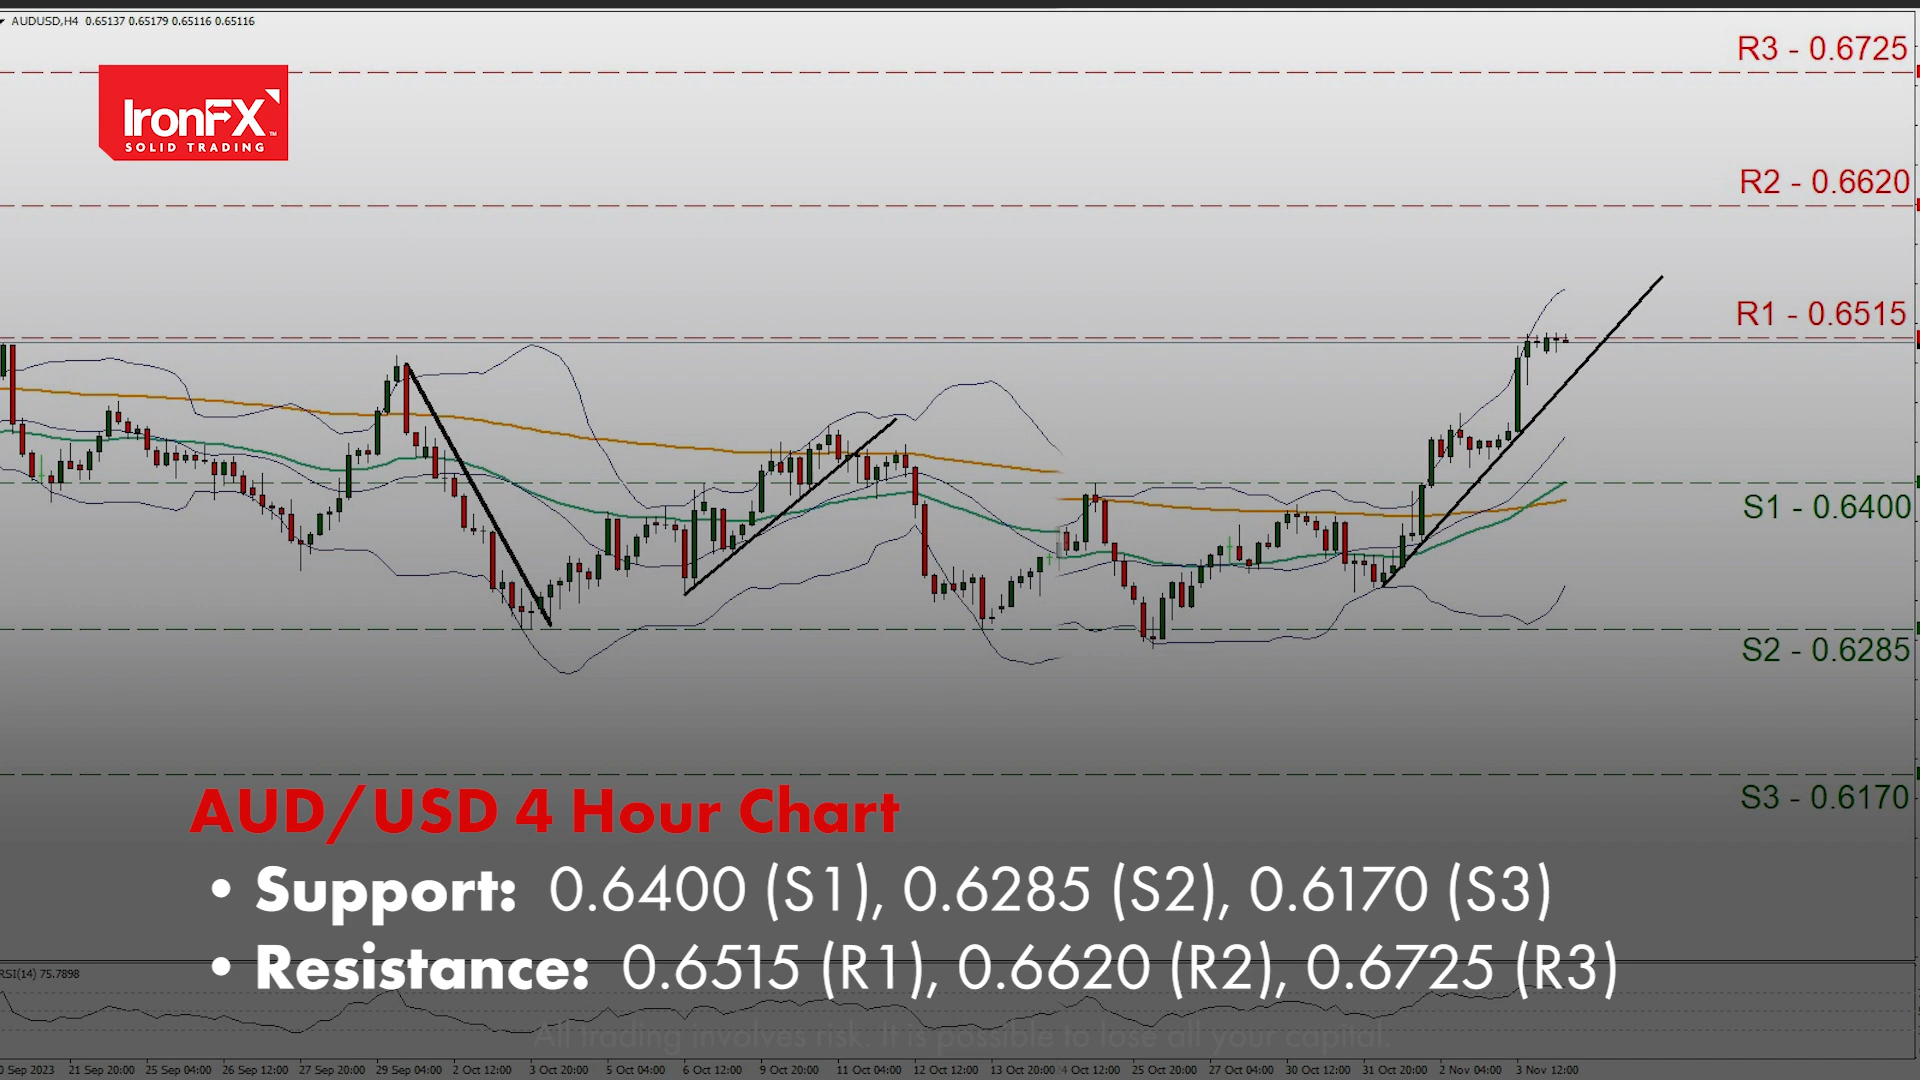 AUDUSD,H4 0.65137 0.65179 0.65116 0.65116
R3 - 0.6725
IronFX™
SOLID TRADING
R2 - 0.6620
R1 - 0.6515
S1 - 0.6400
S2 - 0.6285
S3 - 0.6170
AUD/USD 4 Hour Chart
• Support: 0.6400 (S1), 0.6285 (S2), 0.6170 (S3)
• Resistance: 0.6515 (R1), 0.6620 (R2), 0.6725 (R3)
RSI(14) 75.7898
All trading involves risk. It is possible to lose all your capital.
0 Sep 2023 21 Sep 20:00 25 Sep 04:00 26 Sep 12:00 27 Sep 20:00 29 Sep 04:00 2 Oct 12:00 3 Oct 20:00 5 Oct 04:00 6 Oct 12:00 9 Oct 20:00 11 Oct 04:00 12 Oct 12:00 13 Oct 20:00 4 Oct 12:00 25 Oct 20:00 27 Oct 04:00 30 Oct 12:00 31 Oct 20:00 2 Nov 04:00 3 Nov 12:00